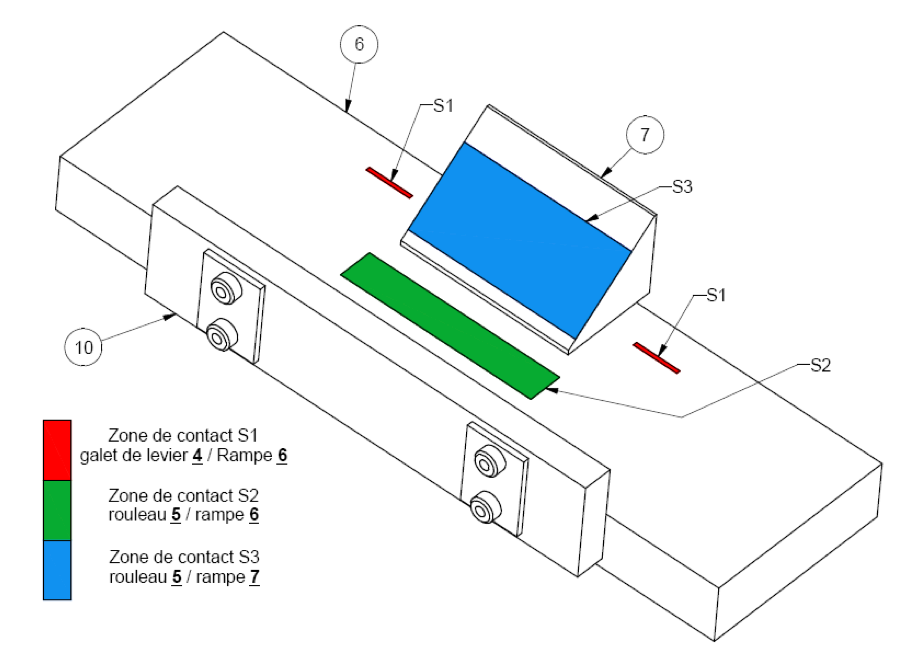 6
S1
7
S3
S1
10
S2
Zone de contact S1
galet de levier 4 / Rampe 6
Zone de contact S2
rouleau 5 / rampe 6
Zone de contact S3
rouleau 5 / rampe 7